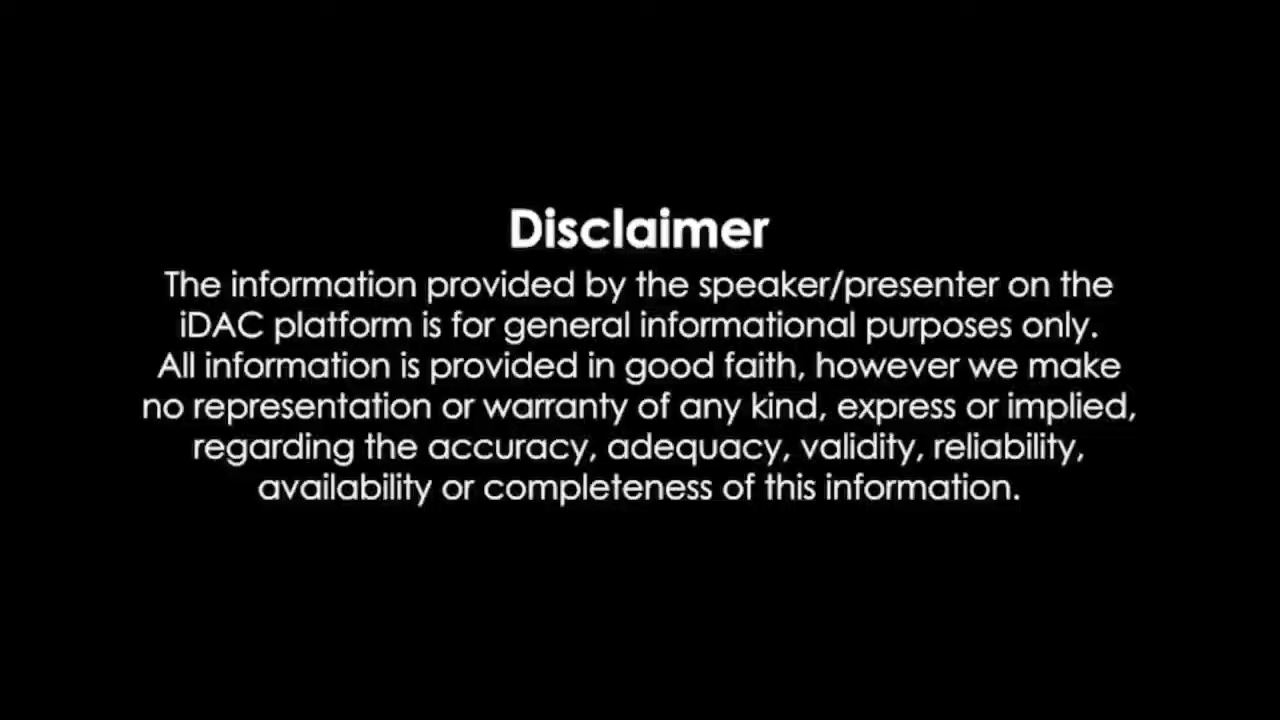 Disclaimer
The information provided by the speaker/presenter on the
iDAC platform is for general informational purposes only.
All information is provided in good faith, however we make
no representation or warranty of any kind, express or implied,
regarding the accuracy, adequacy, validity, reliability,
availability or completeness of this information.